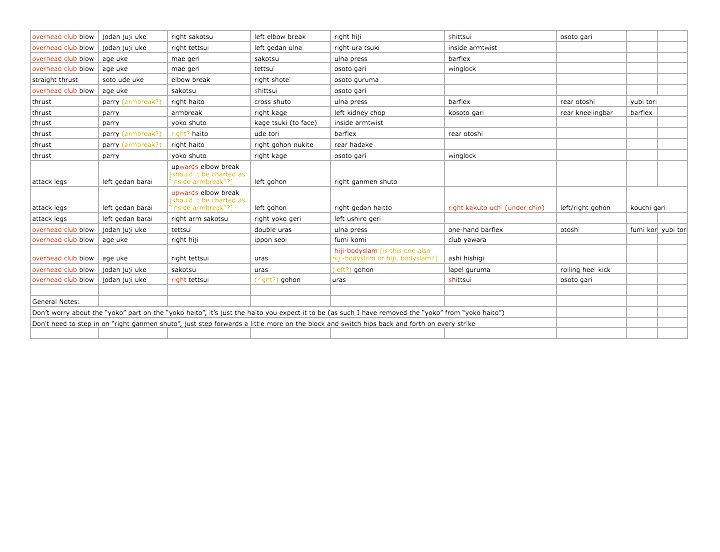 overhead club blow jodan juji uke right sakotsu left elbow break right hiji shittsui osoto gari
overhead club blow jodan juji uke right tettsui left gedan ulna right ura tsuki inside armtwist
overhead club blow age uke mae geri sakotsu ulna press barflex
overhead club blow age uke mae geri tettsui osoto gari winglock
straight thrust soto ude uke elbow break right shotei osoto guruma
overhead club blow age uke sakotsu shittsui osoto gari
thrust parry (armbreak?) right haito cross shuto ulna press barflex rear otoshi yubi tori
thrust parry armbreak right kage left kidney chop kosoto gari rear kneelingbar barflex
thrust parry yoko shuto kage tsuki (to face) inside armtwist
thrust parry (armbreak?) right? haito ude tori barflex rear otoshi
thrust parry (armbreak?) right haito right gohon nukite rear hadake
thrust parry yoko shuto right kage osoto gari winglock
upwards elbow break
[should it be charted as
attack legs left gedan barai inside armbreak"?] left gohon right ganmen shuto
upwards elbow break
[should it be charted as
attack legs left gedan barai inside armbreak"?] left gohon right gedan haitto right kakuto uchi (under chin) left/right gohon kouchi gari
attack legs left gedan barai right arm sakotsu right yoko geri left ushiro geri
overhead club blow jodan juji uke tettsui double uras ulna press one-hand barflex otoshi fumi kor yubi tori
overhead club blow age uke right hiji ippon seoi fumi komi club yawara
hiji-bodyslam [is this one also
overhead club blow age uke right tettsui uras hiji-bodyslam or hiji, bodyslam?] ashi hishigi
overhead club blow jodan juji uke sakotsu uras (left?) gohon lapel guruma rolling heel kick
overhead club blow jodan juji uke right tettsui (right?) gohon uras shittsui osoto gari
General Notes:
Don't worry about the "yoko" part on the "yoko haito", it's just the haito you expect it to be (as such I have removed the "yoko" from "yoko haito")
Don't need to step in on "right ganmen shuto", just step forwards a little more on the block and switch hips back and forth on every strike